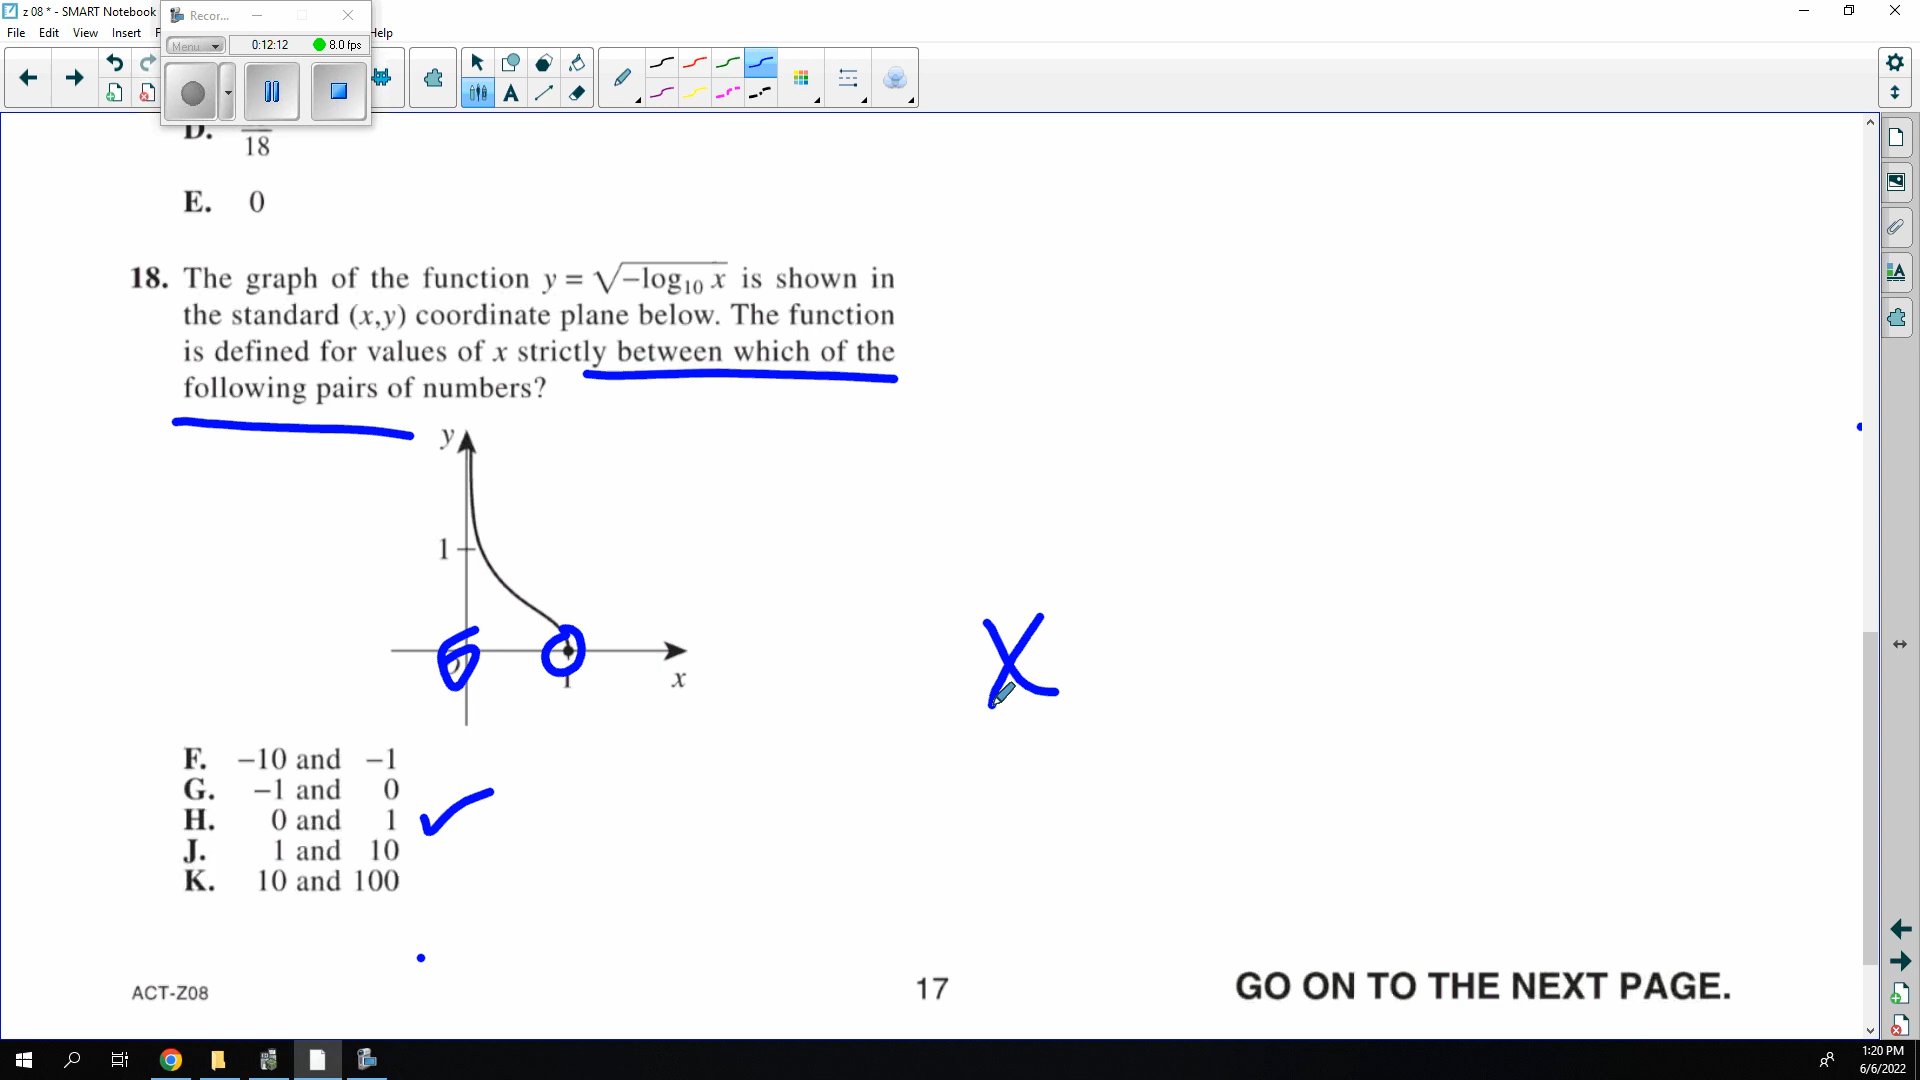 z 08 * - SMART Notebook
Recor...
File Edit View Insert
Help
Menu
0:12:12
8.0 fps
A
A
D.
18
E. 0
18. The graph of the function y = √−log₁₀ x is shown in
the standard (x,y) coordinate plane below. The function
is defined for values of x strictly between which of the
following pairs of numbers?
y
1
1
x
X
F. −10 and −1
G. −1 and 0
H. 0 and 1
J. 1 and 10
K. 10 and 100
ACT-Z08
17
GO ON TO THE NEXT PAGE.
1:20 PM
6/6/2022